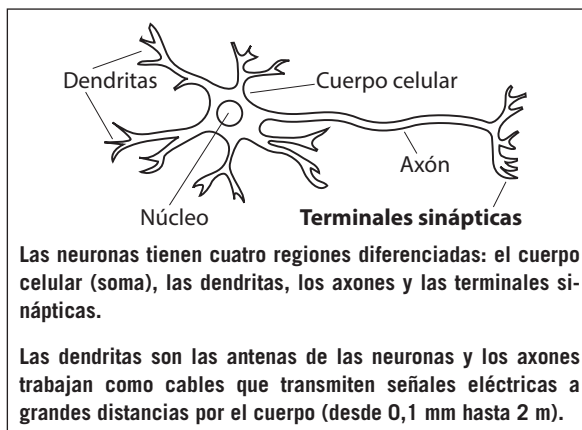 Dendritas
Cuerpo celular
Axón
Núcleo
Terminales sinápticas
Las neuronas tienen cuatro regiones diferenciadas: el cuerpo
celular (soma), las dendritas, los axones y las terminales si-
nápticas.
Las dendritas son las antenas de las neuronas y los axones
trabajan como cables que transmiten señales eléctricas a
grandes distancias por el cuerpo (desde 0,1 mm hasta 2 m).